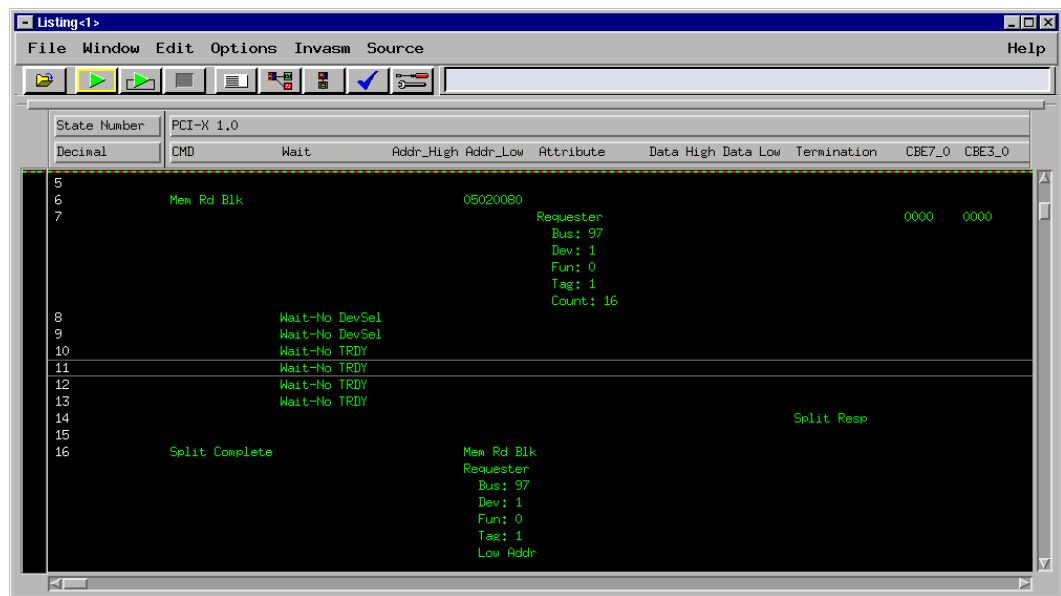 Listing<1>
File Window Edit Options Invasm Source Help
State Number PCI-X 1.0
Decimal CMD Wait Addr_High Addr_Low Attribute Data High Data Low Termination CBE7_0 CBE3_0
5
6 Mem Rd Blk 05020080
7 Requester 0000 0000
Bus: 97
Dev: 1
Fun: 0
Tag: 1
Count: 16
8 Wait-No DevSel
9 Wait-No DevSel
10 Wait-No TRDY
11 Wait-No TRDY
12 Wait-No TRDY
13 Wait-No TRDY
14 Split Resp
15
16 Split Complete Mem Rd Blk
Requester
Bus: 97
Dev: 1
Fun: 0
Tag: 1
Low Addr